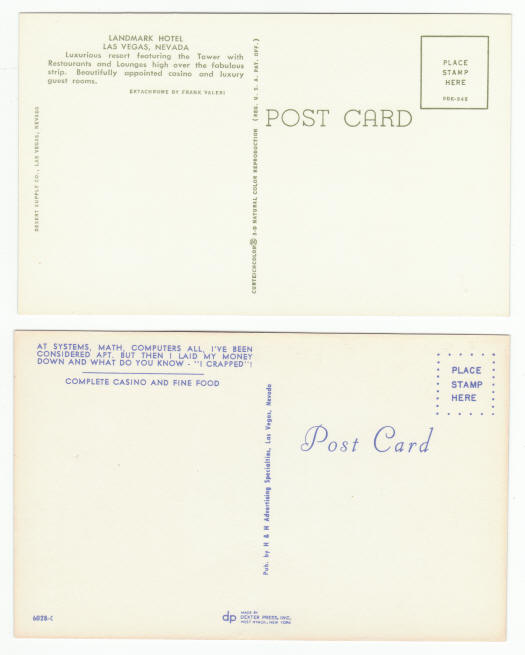 LANDMARK HOTEL
LAS VEGAS, NEVADA
Luxurious resort featuring the Tower with
Restaurants and Lounges high over the fabulous
strip. Beautifully appointed casino and luxury
guest rooms.
EKTACHROME BY FRANK VALERI
DESERT SUPPLY CO., LAS VEGAS, NEVADA
CURTEICHCOLOR® 3-D NATURAL COLOR REPRODUCTION (REG. U. S. A. PAT. OFF.)
POST CARD
PLACE
STAMP
HERE
AT SYSTEMS, MATH, COMPUTERS ALL, I'VE BEEN
CONSIDERED APT. BUT THEN I LAID MY MONEY
DOWN AND WHAT DO YOU KNOW - "I CRAPPED"!
COMPLETE CASINO AND FINE FOOD
Pub. by H & H Advertising Specialties, Las Vegas, Nevada
Post Card
PLACE
STAMP
HERE
6028-C
dp
MADE BY
DEXTER PRESS, INC.
WEST NYACK, NEW YORK